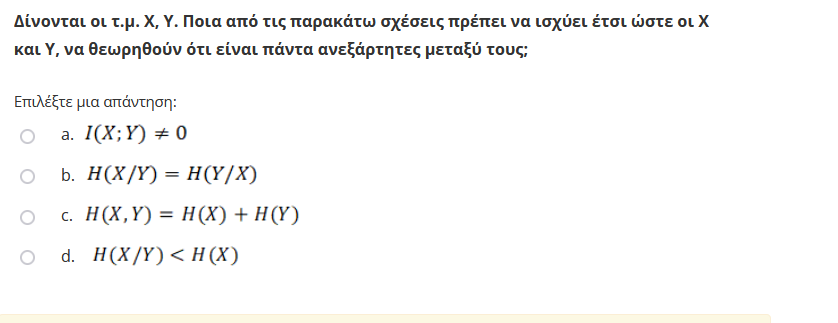 Δίνονται οι τ.μ. Χ, Υ. Ποια από τις παρακάτω σχέσεις πρέπει να ισχύει έτσι ώστε οι Χ
και Υ, να θεωρηθούν ότι είναι πάντα ανεξάρτητες μεταξύ τους;
Επιλέξτε μια απάντηση:
a. I(X;Y) ≠ 0
b. H(X/Y) = H(Y/X)
c. H(X,Y) = H(X) + H(Y)
d. H(X/Y) < H(X)